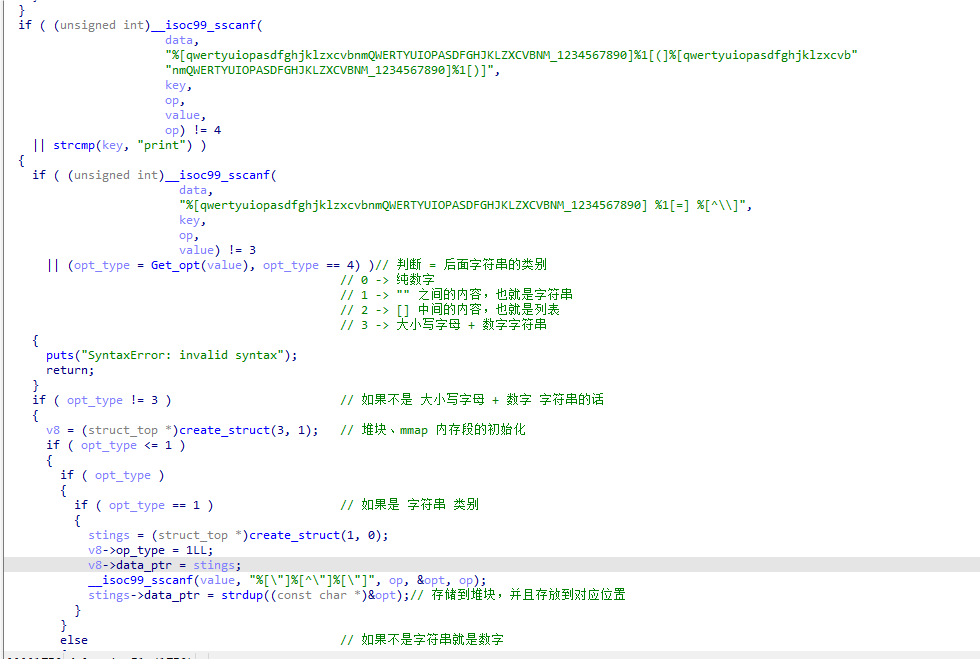 }
if ( (unsigned int)__isoc99_sscanf(
data,
"%[qwertyuiopasdfghjklzxcvbnmQWERTYUIOPASDFGHJKLZXCVBNM_1234567890]%1[(]%[qwertyuiopasdfghjklzxcvb"
"nmQWERTYUIOPASDFGHJKLZXCVBNM_1234567890]%1[)]",
key,
op,
value,
op) != 4
|| strcmp(key, "print") )
{
if ( (unsigned int)__isoc99_sscanf(
data,
"%[qwertyuiopasdfghjklzxcvbnmQWERTYUIOPASDFGHJKLZXCVBNM_1234567890] %1[=] %[^\\]",
key,
op,
value) != 3
|| (opt_type = Get_opt(value), opt_type == 4) )// 判断 = 后面字符串的类别
// 0 -> 纯数字
// 1 -> "" 之间的内容，也就是字符串
// 2 -> [] 中间的内容，也就是列表
// 3 -> 大小写字母 + 数字字符串
{
puts("SyntaxError: invalid syntax");
return;
}
if ( opt_type != 3 ) // 如果不是 大小写字母 + 数字 字符串的话
{
v8 = (struct_top *)create_struct(3, 1); // 堆块、mmap 内存段的初始化
if ( opt_type <= 1 )
{
if ( opt_type )
{
if ( opt_type == 1 ) // 如果是 字符串 类别
{
stings = (struct_top *)create_struct(1, 0);
v8->op_type = 1LL;
v8->data_ptr = stings;
__isoc99_sscanf(value, "%[\"]%[^\"]%[\"]", op, &opt, op);
stings->data_ptr = strdup((const char *)&opt);// 存储到堆块，并且存放到对应位置
}
}
else // 如果不是字符串就是数字